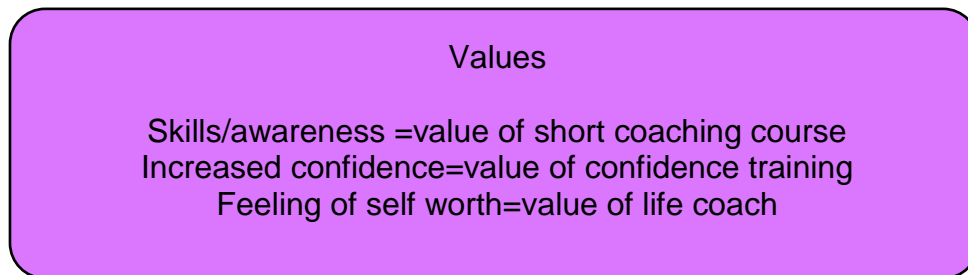 Values
Skills/awareness =value of short coaching course
Increased confidence=value of confidence training
Feeling of self worth=value of life coach